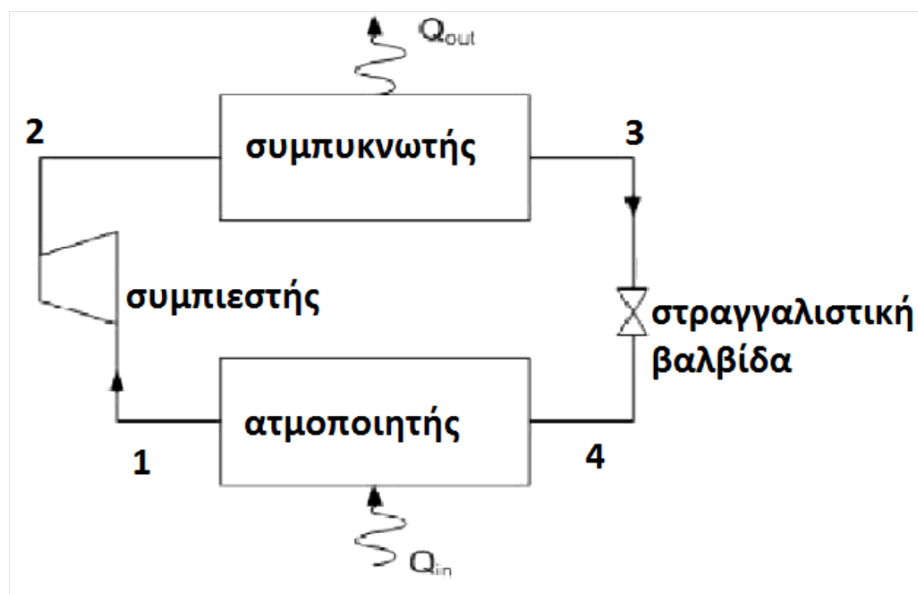 Qout
2
συμπυκνωτής
3
συμπιεστής
στραγγαλιστική
βαλβίδα
ατμοποιητής
1
4
Qin